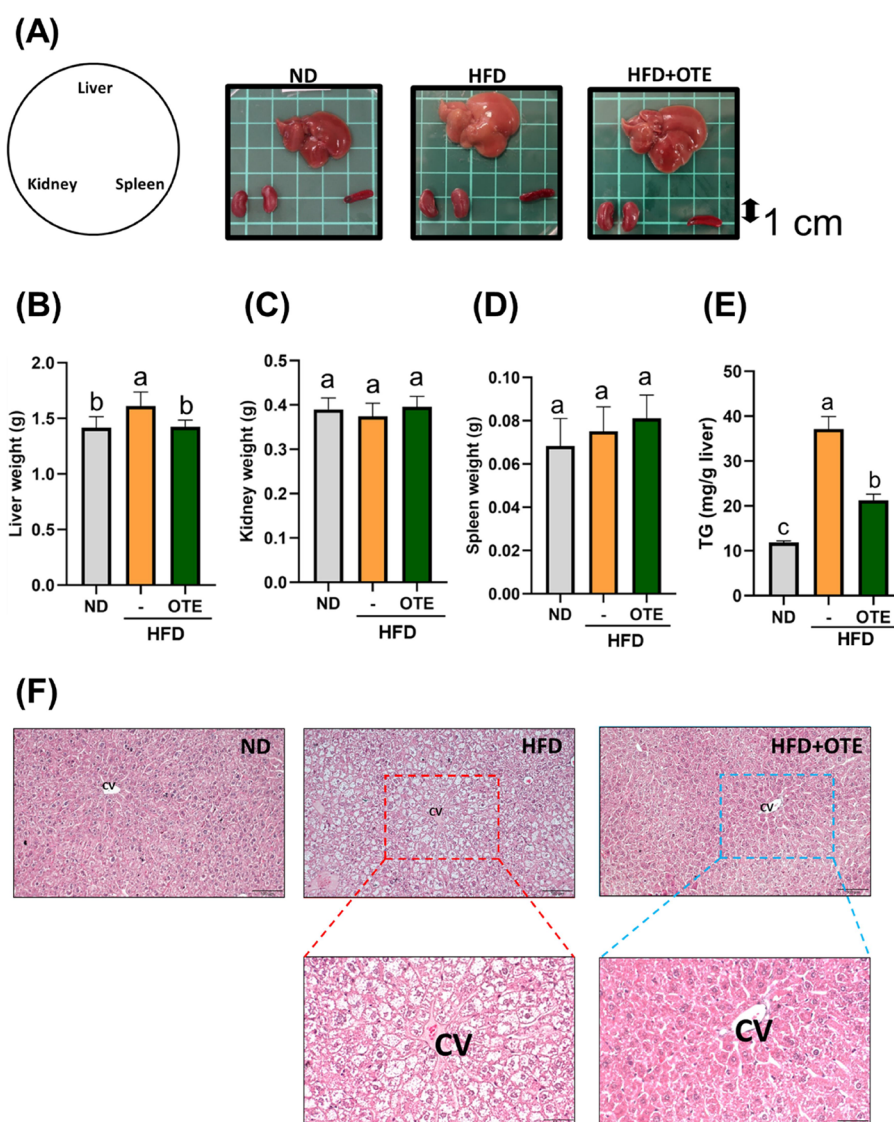 (A)
Liver
Kidney
Spleen
ND
HFD
HFD+OTE
1 cm
(B)
Liver weight (g)
2.0
1.5
1.0
0.5
0.0
b
a
b
ND
-
OTE
HFD
(C)
Kidney weight (g)
0.5
0.4
0.3
0.2
0.1
0.0
a
a
a
ND
-
OTE
HFD
(D)
Spleen weight (g)
0.10
0.08
0.06
0.04
0.02
0.00
a
a
a
ND
-
OTE
HFD
(E)
TG (mg/g liver)
50
40
30
20
10
0
c
a
b
ND
-
OTE
HFD
(F)
ND
CV
HFD
CV
HFD+OTE
CV
CV
CV